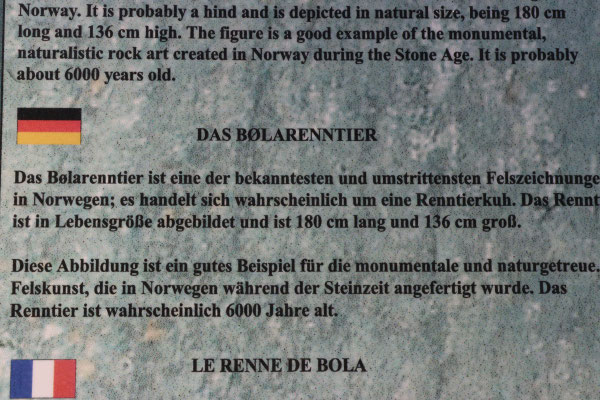 Norway. It is probably a hind and is depicted in natural size, being 180 cm
long and 136 cm high. The figure is a good example of the monumental,
naturalistic rock art created in Norway during the Stone Age. It is probably
about 6000 years old.
DAS BØLARENNTIER
Das Bølarenntier ist eine der bekanntesten und umstrittensten Felszeichnunge
in Norwegen; es handelt sich wahrscheinlich um eine Renntierkuh. Das Rennt
ist in Lebensgröße abgebildet und ist 180 cm lang und 136 cm groß.
Diese Abbildung ist ein gutes Beispiel für die monumentale und naturgetreue.
Felskunst, die in Norwegen während der Steinzeit angefertigt wurde. Das
Renntier ist wahrscheinlich 6000 Jahre alt.
LE RENNE DE BOLA